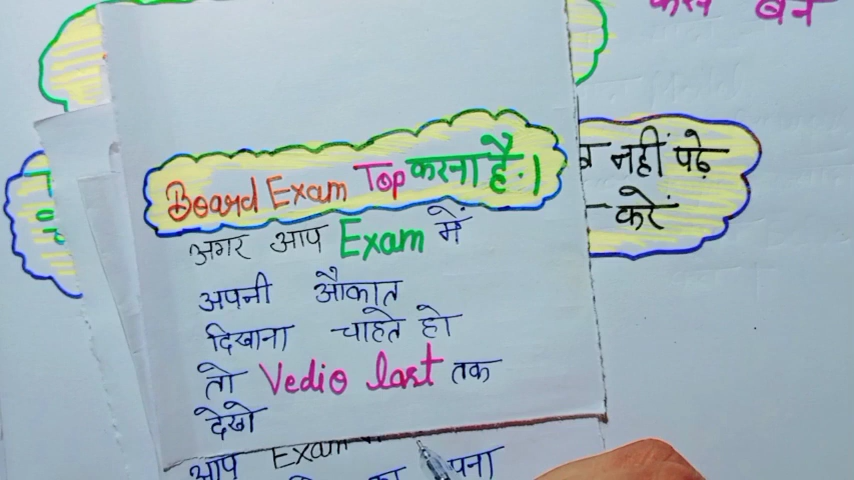 Board Exam Top करना है.।
अगर आप Exam में
अपनी औकात
दिखाना चाहते हो
तो Vedio last तक
देखो
आप Exam
नहीं पढ़े
करें